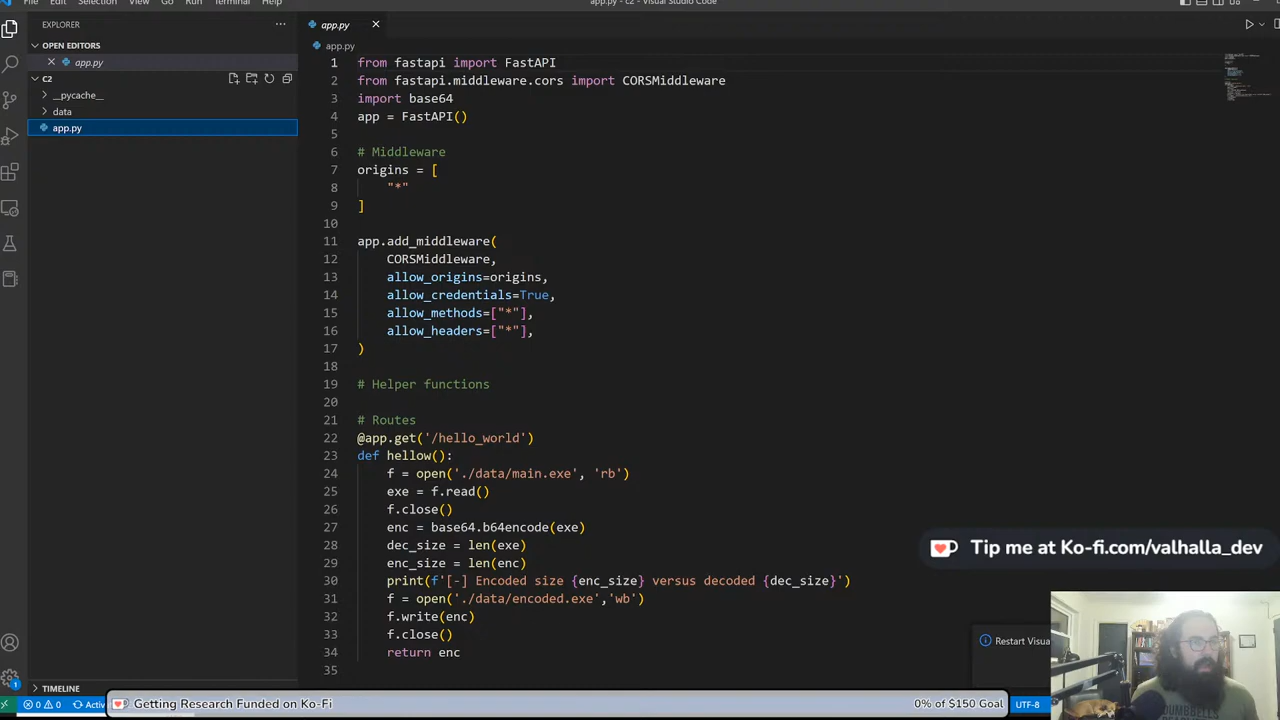 File Edit Selection View Go Run Terminal Help
app.py - c2 - Visual Studio Code
EXPLORER
OPEN EDITORS
app.py
C2
__pycache__
data
app.py
TIMELINE
app.py
app.py
1 from fastapi import FastAPI
2 from fastapi.middleware.cors import CORSMiddleware
3 import base64
4 app = FastAPI()
5
6 # Middleware
7 origins = [
8 "*"
9 ]
10
11 app.add_middleware(
12 CORSMiddleware,
13 allow_origins=origins,
14 allow_credentials=True,
15 allow_methods=["*"],
16 allow_headers=["*"],
17 )
18
19 # Helper functions
20
21 # Routes
22 @app.get('/hello_world')
23 def hellow():
24 f = open('./data/main.exe', 'rb')
25 exe = f.read()
26 f.close()
27 enc = base64.b64encode(exe)
28 dec_size = len(exe)
29 enc_size = len(enc)
30 print(f'[-] Encoded size {enc_size} versus decoded {dec_size}')
31 f = open('./data/encoded.exe','wb')
32 f.write(enc)
33 f.close()
34 return enc
35
Tip me at Ko-fi.com/valhalla_dev
Restart Visua
1
0 0 Activ
Getting Research Funded on Ko-Fi
0% of $150 Goal
UTF-8